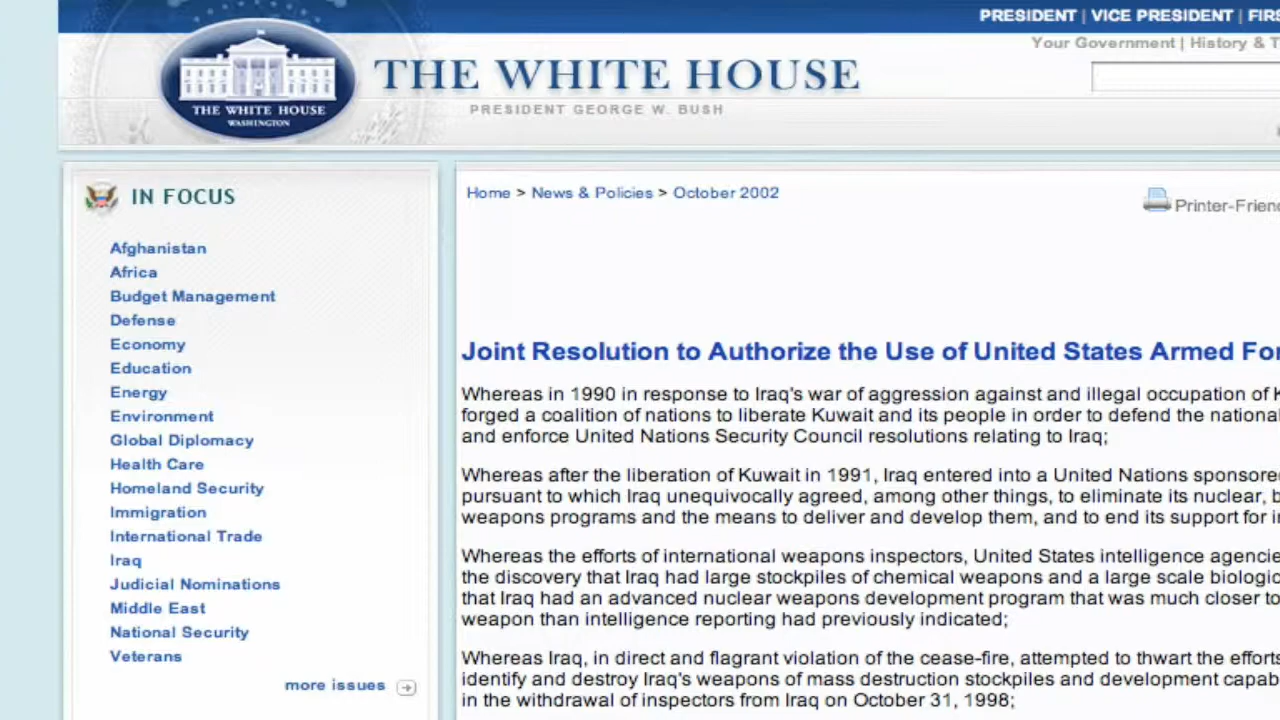 PRESIDENT | VICE PRESIDENT |
Your Government | History &
THE WHITE HOUSE
PRESIDENT GEORGE W. BUSH
THE WHITE HOUSE
WASHINGTON
IN FOCUS
Afghanistan
Africa
Budget Management
Defense
Economy
Education
Energy
Environment
Global Diplomacy
Health Care
Homeland Security
Immigration
International Trade
Iraq
Judicial Nominations
Middle East
National Security
Veterans
more issues
Home > News & Policies > October 2002
Printer-Frien
Joint Resolution to Authorize the Use of United States Armed For
Whereas in 1990 in response to Iraq's war of aggression against and illegal occupation of K
forged a coalition of nations to liberate Kuwait and its people in order to defend the national
and enforce United Nations Security Council resolutions relating to Iraq;
Whereas after the liberation of Kuwait in 1991, Iraq entered into a United Nations sponsored
pursuant to which Iraq unequivocally agreed, among other things, to eliminate its nuclear, b
weapons programs and the means to deliver and develop them, and to end its support for i
Whereas the efforts of international weapons inspectors, United States intelligence agencie
the discovery that Iraq had large stockpiles of chemical weapons and a large scale biologic
that Iraq had an advanced nuclear weapons development program that was much closer to
weapon than intelligence reporting had previously indicated;
Whereas Iraq, in direct and flagrant violation of the cease-fire, attempted to thwart the efforts
identify and destroy Iraq's weapons of mass destruction stockpiles and development capab
in the withdrawal of inspectors from Iraq on October 31, 1998;